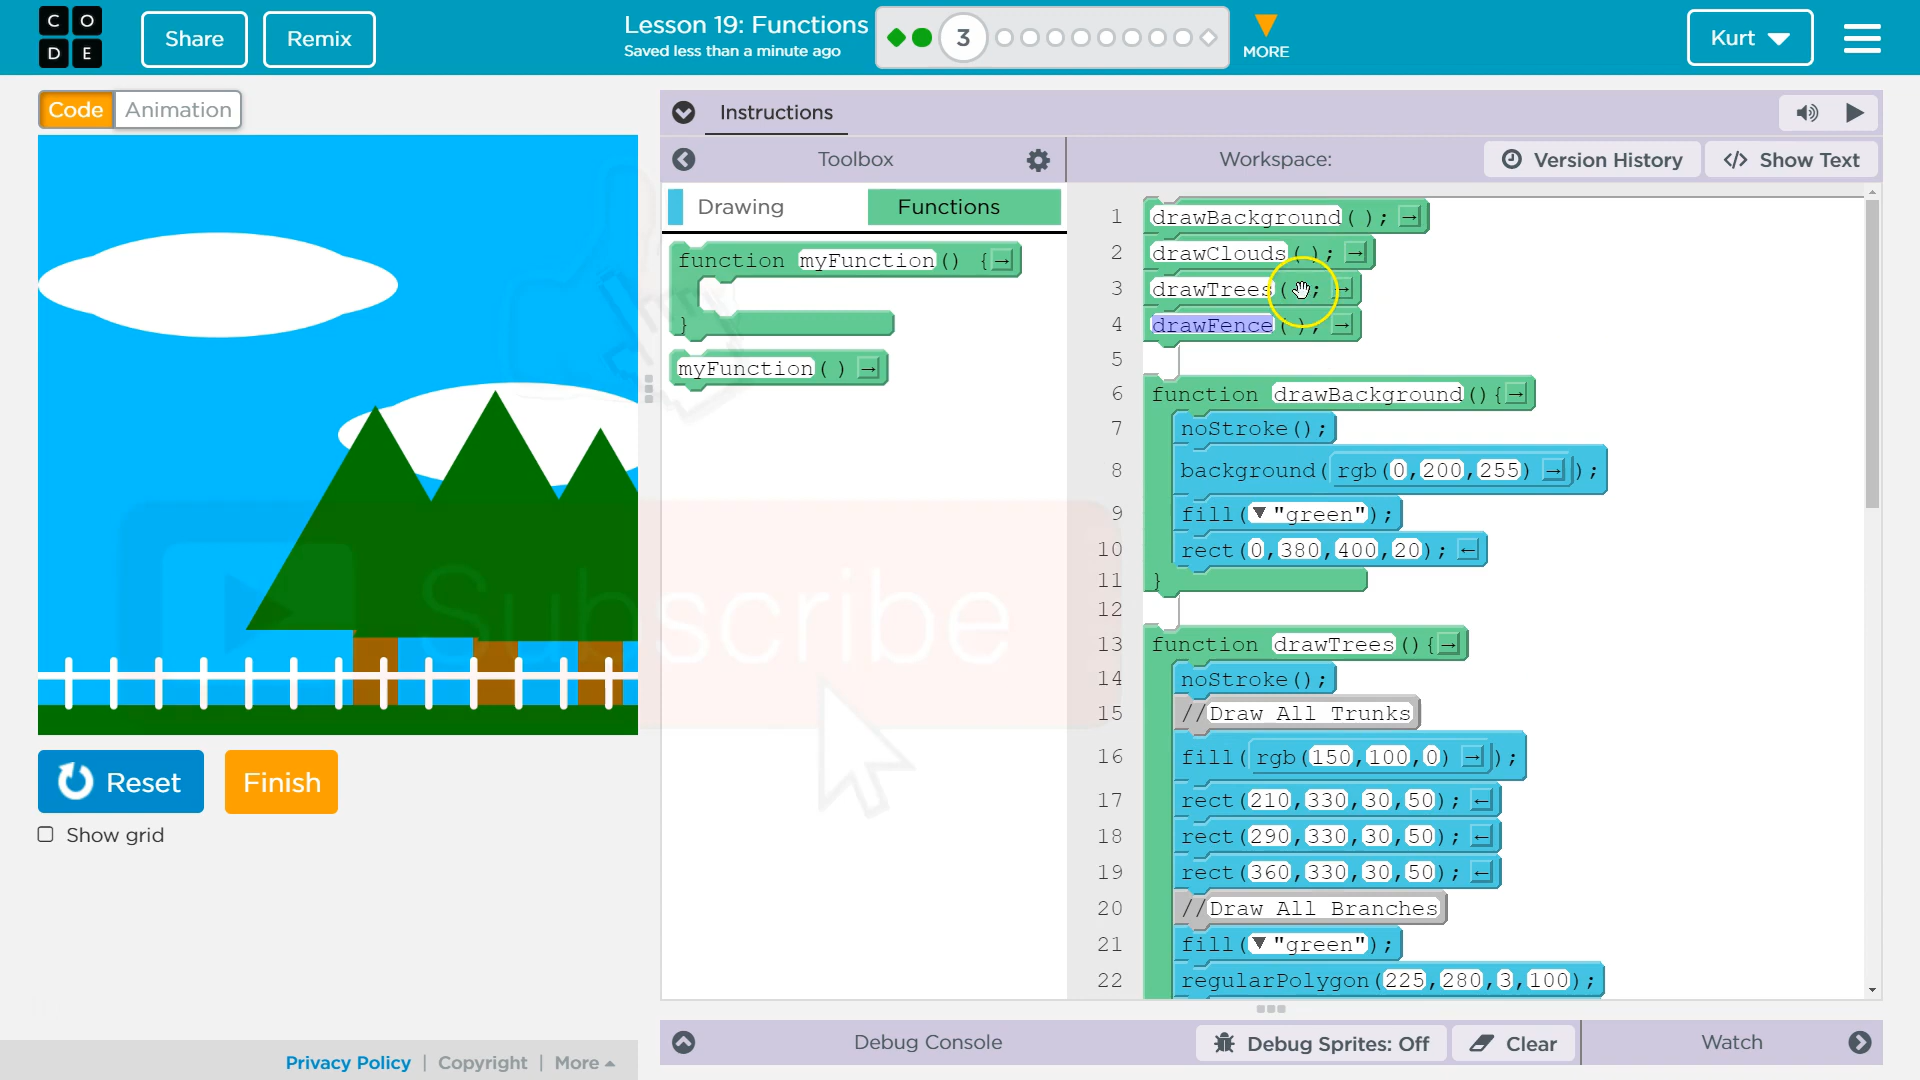 CODE
Share
Remix
Lesson 19: Functions
Saved less than a minute ago
3
MORE
Kurt
Code
Animation
Instructions
Toolbox
Workspace:
Version History
</> Show Text
Drawing
Functions
function myFunction() {
}
myFunction()
1 drawBackground();
2 drawClouds();
3 drawTrees();
4 drawFence();
5
6 function drawBackground(){
7 noStroke();
8 background(rgb(0,200,255));
9 fill("green");
10 rect(0,380,400,20);
11 }
12
13 function drawTrees(){
14 noStroke();
15 //Draw All Trunks
16 fill(rgb(150,100,0));
17 rect(210,330,30,50);
18 rect(290,330,30,50);
19 rect(360,330,30,50);
20 //Draw All Branches
21 fill("green");
22 regularPolygon(225,280,3,100);
Subscribe
Reset
Finish
Show grid
Debug Console
Debug Sprites: Off
Clear
Watch
Privacy Policy | Copyright | More